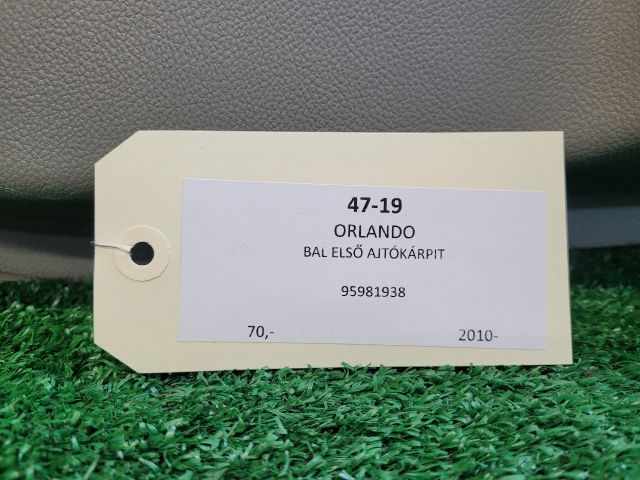 47-19
ORLANDO
BAL ELSŐ AJTÓKÁRPIT
95981938
70,- 2010-